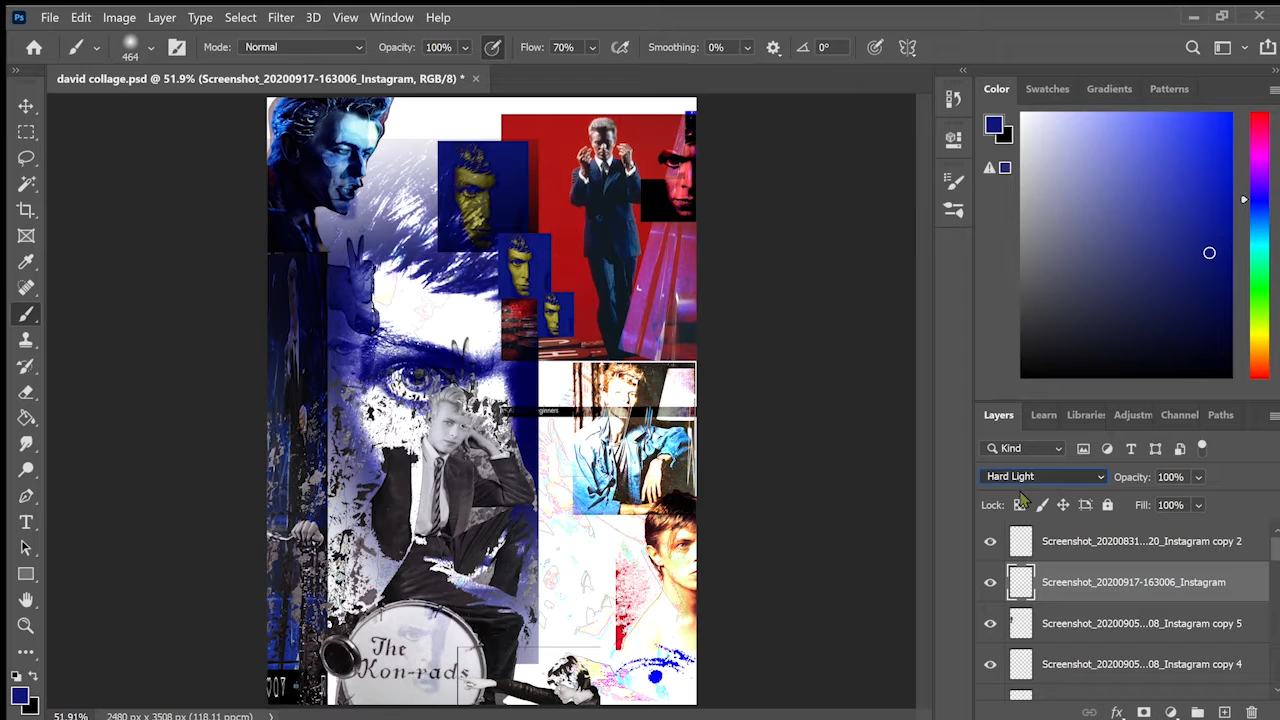 Ps File Edit Image Layer Type Select Filter 3D View Window Help
464 Mode: Normal Opacity: 100% Flow: 70% Smoothing: 0% 0°
david collage.psd @ 51.9% (Screenshot_20200917-163006_Instagram, RGB/8) * ×
Color Swatches Gradients Patterns
Layers Learn Libraries Adjustm Channel Paths
Kind
Hard Light Opacity: 100%
Lock: Fill: 100%
Screenshot_20200831...20_Instagram copy 2
Screenshot_20200917-163006_Instagram
Screenshot_20200905...08_Instagram copy 5
Screenshot_20200905...08_Instagram copy 4
The
Kon-rads
51.91% 2480 px x 3508 px (118.11 ppcm)